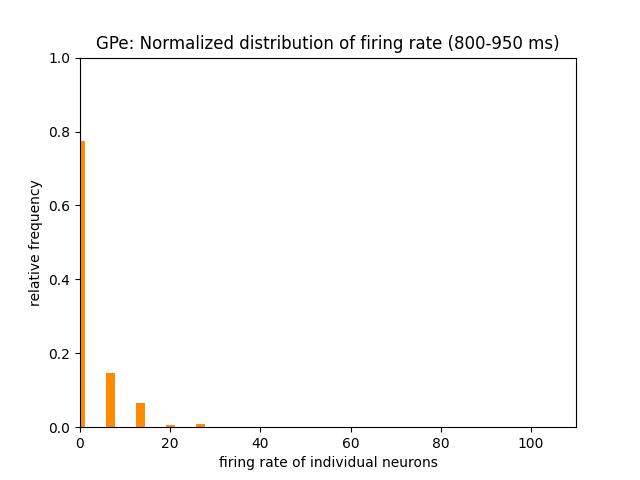 GPe: Normalized distribution of firing rate (800-950 ms)
1.0
0.8
0.6
0.4
0.2
0.0
relative frequency
0 20 40 60 80 100
firing rate of individual neurons